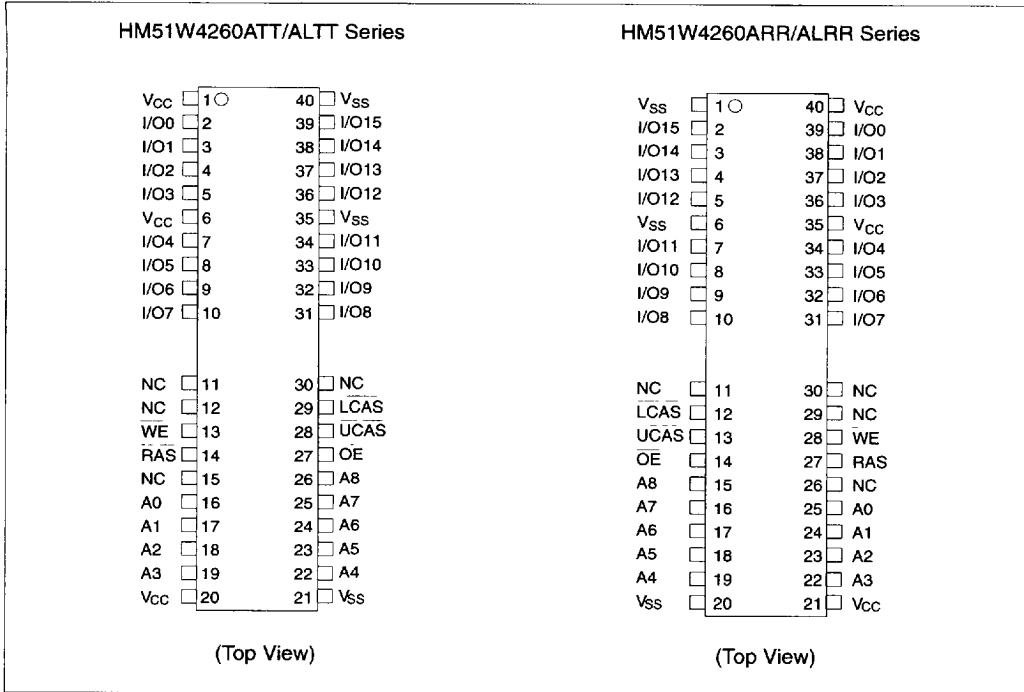 HM51W4260ATT/ALTT Series
VCC 1 40 VSS
I/O0 2 39 I/O15
I/O1 3 38 I/O14
I/O2 4 37 I/O13
I/O3 5 36 I/O12
VCC 6 35 VSS
I/O4 7 34 I/O11
I/O5 8 33 I/O10
I/O6 9 32 I/O9
I/O7 10 31 I/O8
NC 11 30 NC
NC 12 29 LCAS
WE 13 28 UCAS
RAS 14 27 OE
NC 15 26 A8
A0 16 25 A7
A1 17 24 A6
A2 18 23 A5
A3 19 22 A4
VCC 20 21 VSS
(Top View)
HM51W4260ARR/ALRR Series
VSS 1 40 VCC
I/O15 2 39 I/O0
I/O14 3 38 I/O1
I/O13 4 37 I/O2
I/O12 5 36 I/O3
VSS 6 35 VCC
I/O11 7 34 I/O4
I/O10 8 33 I/O5
I/O9 9 32 I/O6
I/O8 10 31 I/O7
NC 11 30 NC
LCAS 12 29 NC
UCAS 13 28 WE
OE 14 27 RAS
A8 15 26 NC
A7 16 25 A0
A6 17 24 A1
A5 18 23 A2
A4 19 22 A3
VSS 20 21 VCC
(Top View)